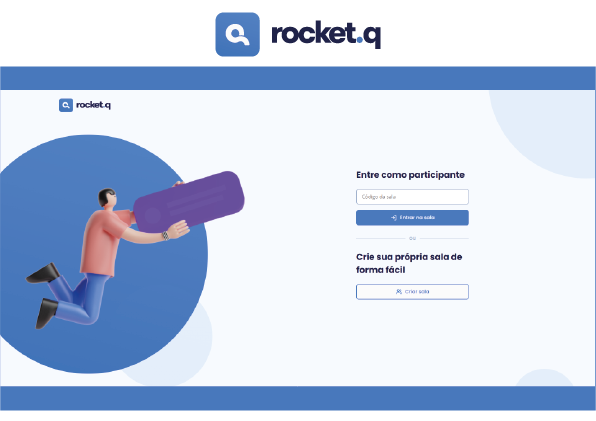 rocket.q
rocket.q
Entre como participante
Código da sala
Entrar na sala
ou
Crie sua própria sala de
forma fácil
Criar sala